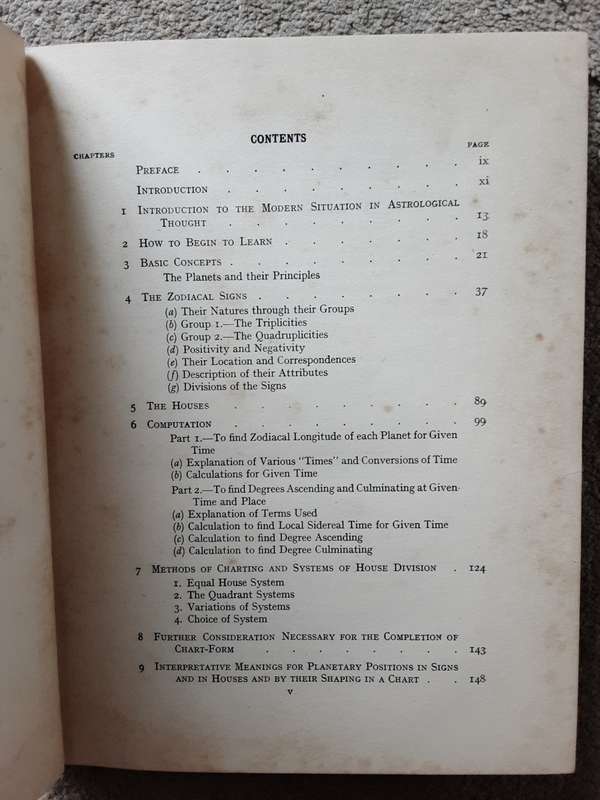 CONTENTS
CHAPTERS PAGE
PREFACE . . . . . . . . . . ix
INTRODUCTION . . . . . . . . . xi
1 INTRODUCTION TO THE MODERN SITUATION IN ASTROLOGICAL
THOUGHT . . . . . . . . . 13
2 HOW TO BEGIN TO LEARN . . . . . . . 18
3 BASIC CONCEPTS . . . . . . . . . 21
The Planets and their Principles
4 THE ZODIACAL SIGNS . . . . . . . . 37
(a) Their Natures through their Groups
(b) Group 1.—The Triplicities
(c) Group 2.—The Quadruplicities
(d) Positivity and Negativity
(e) Their Location and Correspondences
(f) Description of their Attributes
(g) Divisions of the Signs
5 THE HOUSES . . . . . . . . 89
6 COMPUTATION . . . . . . . . . 99
Part 1.—To find Zodiacal Longitude of each Planet for Given
Time
(a) Explanation of Various "Times" and Conversions of Time
(b) Calculations for Given Time
Part 2.—To find Degrees Ascending and Culminating at Given
Time and Place
(a) Explanation of Terms Used
(b) Calculation to find Local Sidereal Time for Given Time
(c) Calculation to find Degree Ascending
(d) Calculation to find Degree Culminating
7 METHODS OF CHARTING AND SYSTEMS OF HOUSE DIVISION . 124
1. Equal House System
2. The Quadrant Systems
3. Variations of Systems
4. Choice of System
8 FURTHER CONSIDERATION NECESSARY FOR THE COMPLETION OF
CHART-FORM . . . . . . . . 143
9 INTERPRETATIVE MEANINGS FOR PLANETARY POSITIONS IN SIGNS
AND IN HOUSES AND BY THEIR SHAPING IN A CHART . . 148
v